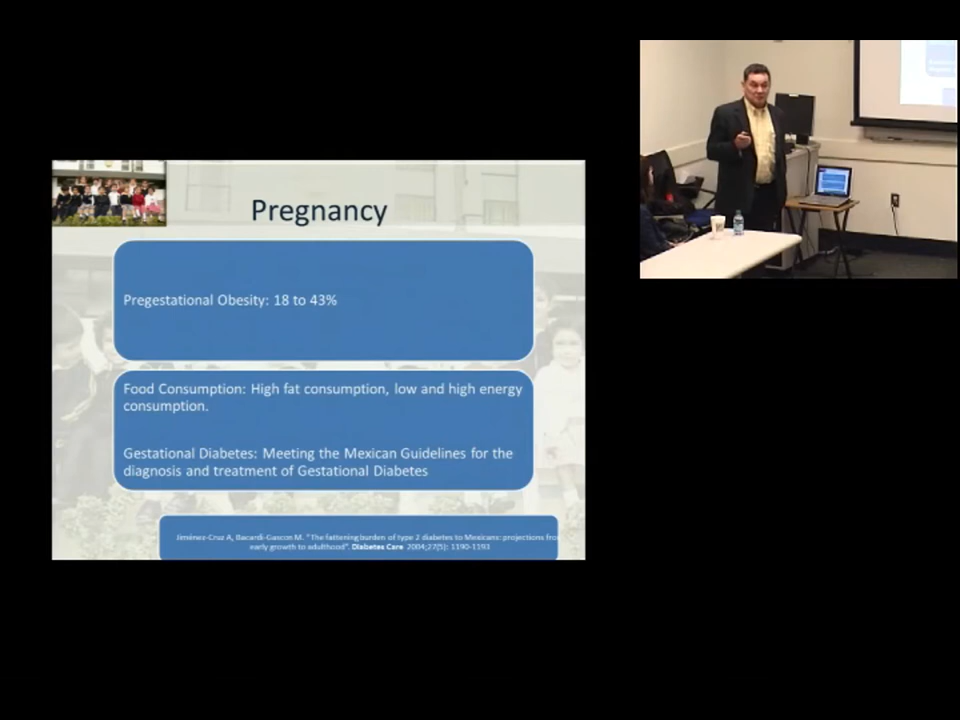 Pregnancy
Pregestational Obesity: 18 to 43%
Food Consumption: High fat consumption, low and high energy
consumption.
Gestational Diabetes: Meeting the Mexican Guidelines for the
diagnosis and treatment of Gestational Diabetes
Jiménez-Cruz A, Bacardi-Gascon M. "The fattening burden of type 2 diabetes to Mexicans: projections fro
early growth to adulthood". Diabetes Care 2004;27(5): 1190-1193